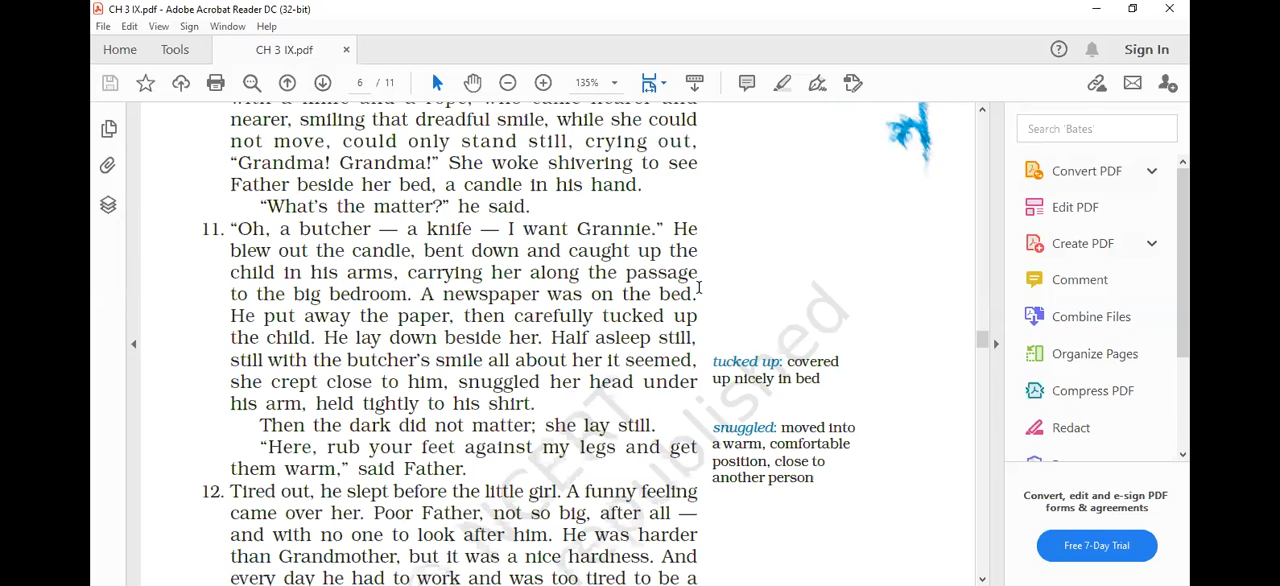 CH 3 IX.pdf - Adobe Acrobat Reader DC (32-bit)
File Edit View Sign Window Help
Home Tools CH 3 IX.pdf × Sign In
6 / 11 135%
with a knife and a rope, who came nearer and
nearer, smiling that dreadful smile, while she could
not move, could only stand still, crying out,
“Grandma! Grandma!” She woke shivering to see
Father beside her bed, a candle in his hand.
“What’s the matter?” he said.
11. “Oh, a butcher — a knife — I want Grannie.” He
blew out the candle, bent down and caught up the
child in his arms, carrying her along the passage
to the big bedroom. A newspaper was on the bed.
He put away the paper, then carefully tucked up
the child. He lay down beside her. Half asleep still,
still with the butcher’s smile all about her it seemed,
she crept close to him, snuggled her head under
his arm, held tightly to his shirt.
Then the dark did not matter; she lay still.
“Here, rub your feet against my legs and get
them warm,” said Father.
12. Tired out, he slept before the little girl. A funny feeling
came over her. Poor Father, not so big, after all —
and with no one to look after him. He was harder
than Grandmother, but it was a nice hardness. And
every day he had to work and was too tired to be a
tucked up: covered
up nicely in bed
snuggled: moved into
a warm, comfortable
position, close to
another person
NCERT
republished
Search 'Bates'
Convert PDF
Edit PDF
Create PDF
Comment
Combine Files
Organize Pages
Compress PDF
Redact
Convert, edit and e-sign PDF
forms & agreements
Free 7-Day Trial